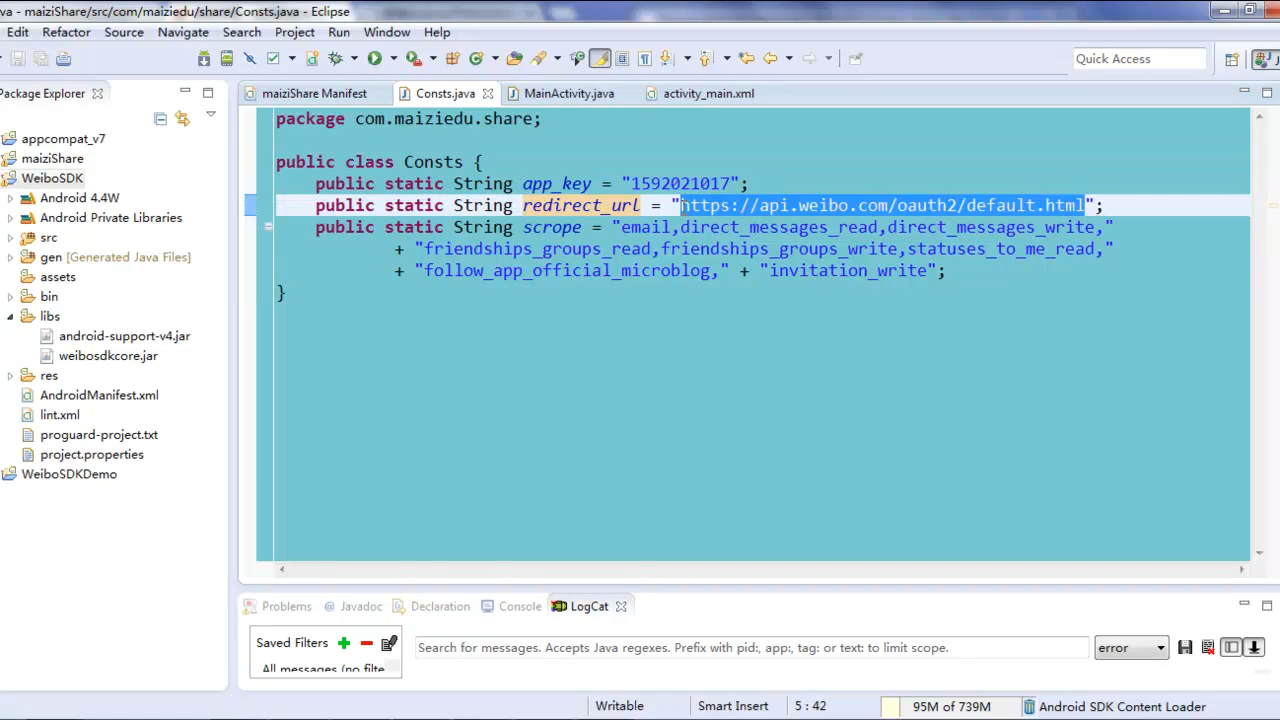 va - maiziShare/src/com/maiziedu/share/Consts.java - Eclipse
Edit Refactor Source Navigate Search Project Run Window Help
Quick Access
Package Explorer
maiziShare Manifest Consts.java MainActivity.java activity_main.xml
appcompat_v7
maiziShare
WeiboSDK
Android 4.4W
Android Private Libraries
src
gen [Generated Java Files]
assets
bin
libs
android-support-v4.jar
weibosdkcore.jar
res
AndroidManifest.xml
lint.xml
proguard-project.txt
project.properties
WeiboSDKDemo
package com.maiziedu.share;
public class Consts {
public static String app_key = "1592021017";
public static String redirect_url = "https://api.weibo.com/oauth2/default.html";
public static String scrope = "email,direct_messages_read,direct_messages_write,"
+ "friendships_groups_read,friendships_groups_write,statuses_to_me_read,"
+ "follow_app_official_microblog," + "invitation_write";
}
Problems @ Javadoc Declaration Console LogCat
Saved Filters
All messages (no filte
Search for messages. Accepts Java regexes. Prefix with pid:, app:, tag: or text: to limit scope.
error
Writable Smart Insert 5 : 42 95M of 739M Android SDK Content Loader